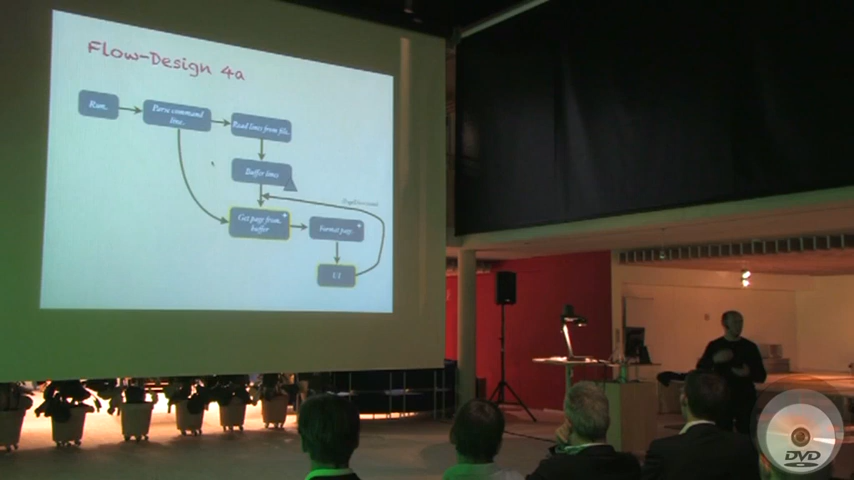 Flow-Design 4a
Run.
Parse command
line.
Read lines from file.
Buffer lines
Get page from
buffer
Format page.
UI
DVD